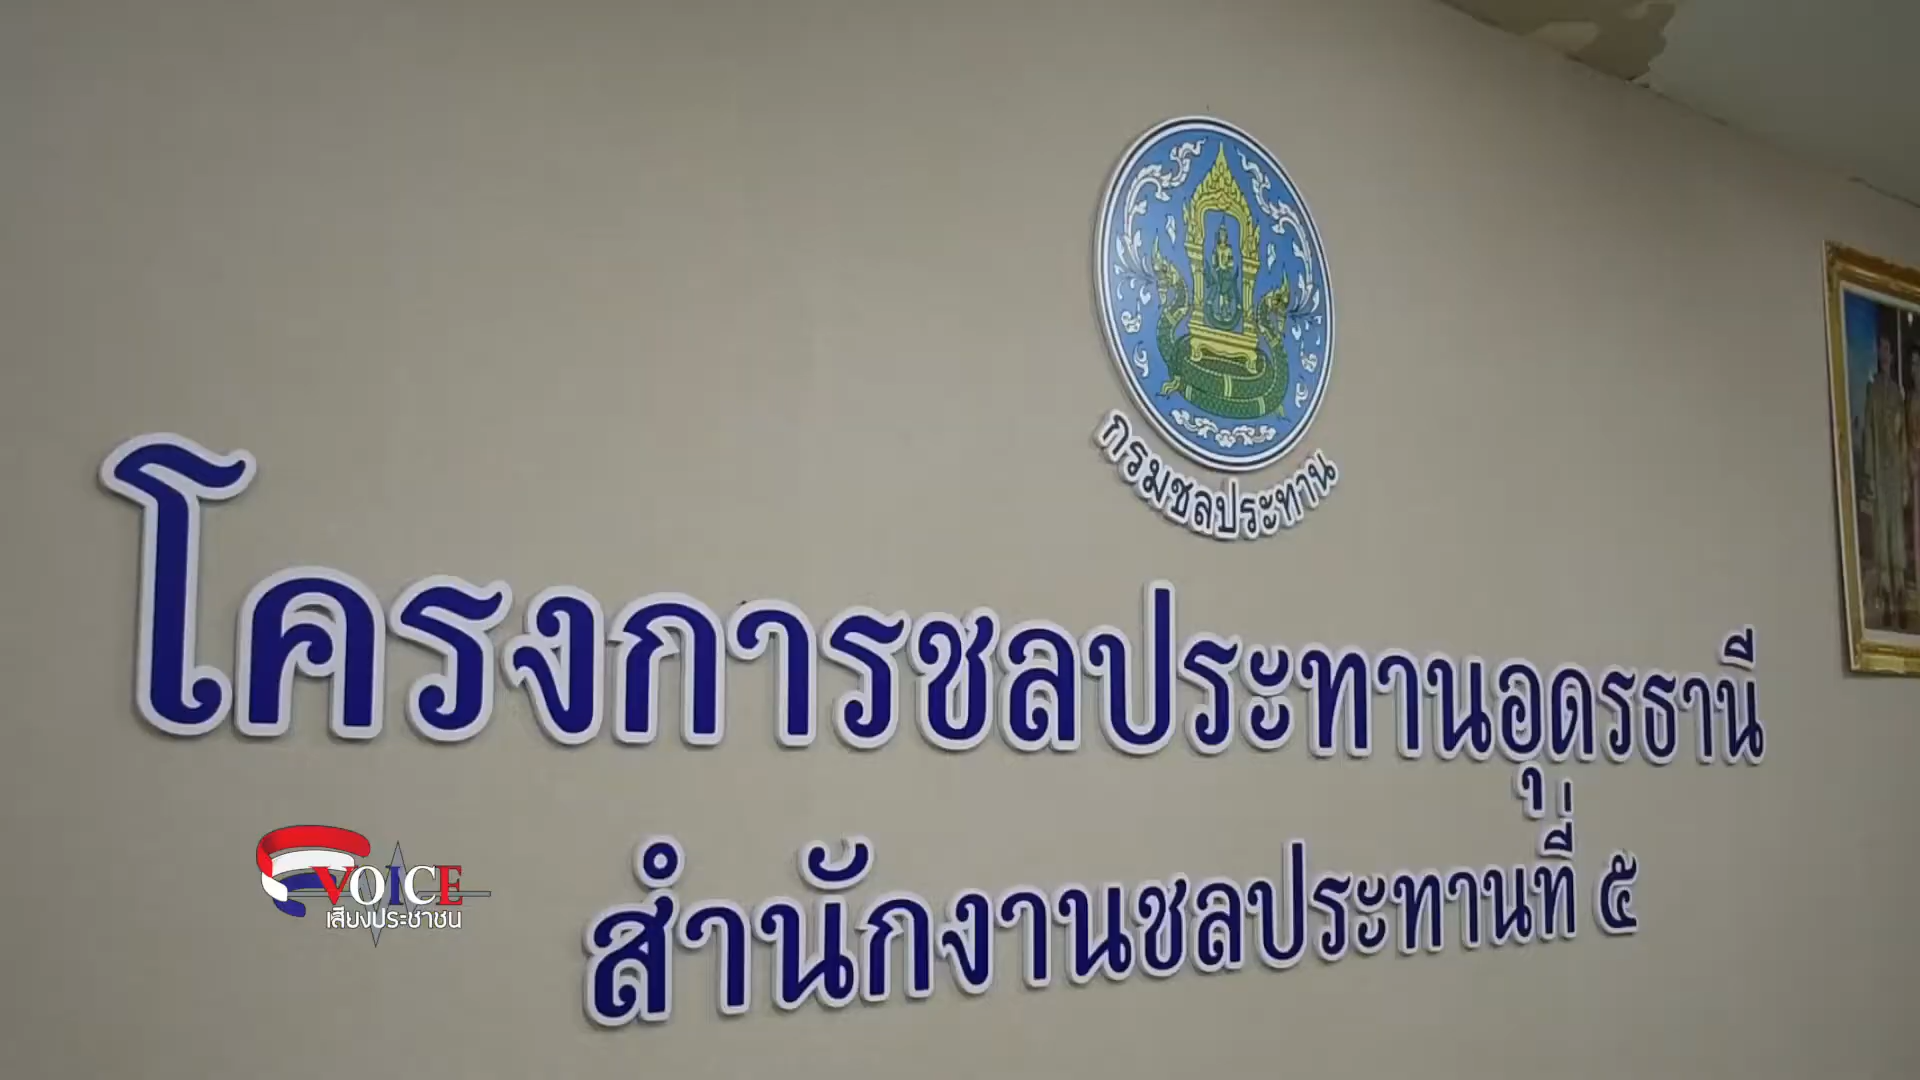 กรมชลประทาน
โครงการชลประทานอุดรธานี
สำนักงานชลประทานที่ ๕
VOICE
เสียงประชาชน